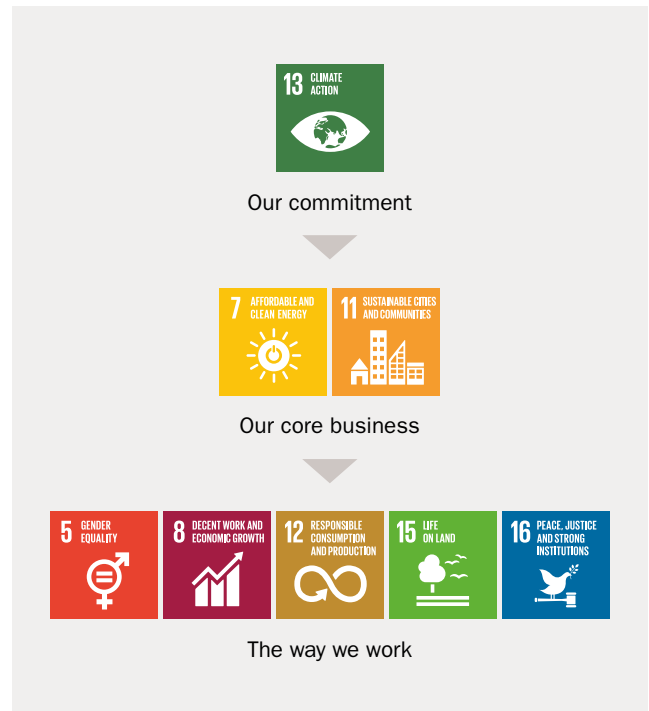 13 CLIMATE
ACTION
Our commitment
7 AFFORDABLE AND
CLEAN ENERGY
11 SUSTAINABLE CITIES
AND COMMUNITIES
Our core business
5 GENDER
EQUALITY
8 DECENT WORK AND
ECONOMIC GROWTH
12 RESPONSIBLE
CONSUMPTION
AND PRODUCTION
15 LIFE
ON LAND
16 PEACE, JUSTICE
AND STRONG
INSTITUTIONS
The way we work